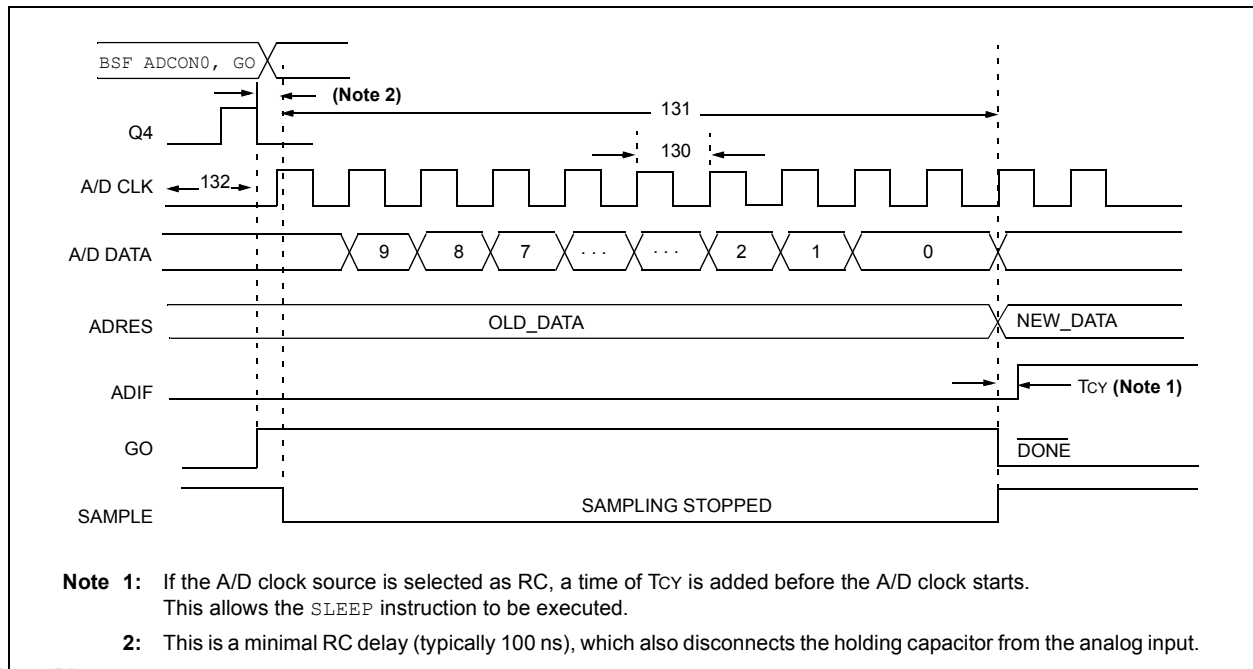 BSF ADCON0, GO
(Note 2)
131
Q4
130
A/D CLK
132
A/D DATA
9 8 7 . . . . . . 2 1 0
ADRES
OLD_DATA
NEW_DATA
ADIF
TCY (Note 1)
GO
DONE
SAMPLE
SAMPLING STOPPED
Note 1: If the A/D clock source is selected as RC, a time of TCY is added before the A/D clock starts.
This allows the SLEEP instruction to be executed.
2: This is a minimal RC delay (typically 100 ns), which also disconnects the holding capacitor from the analog input.